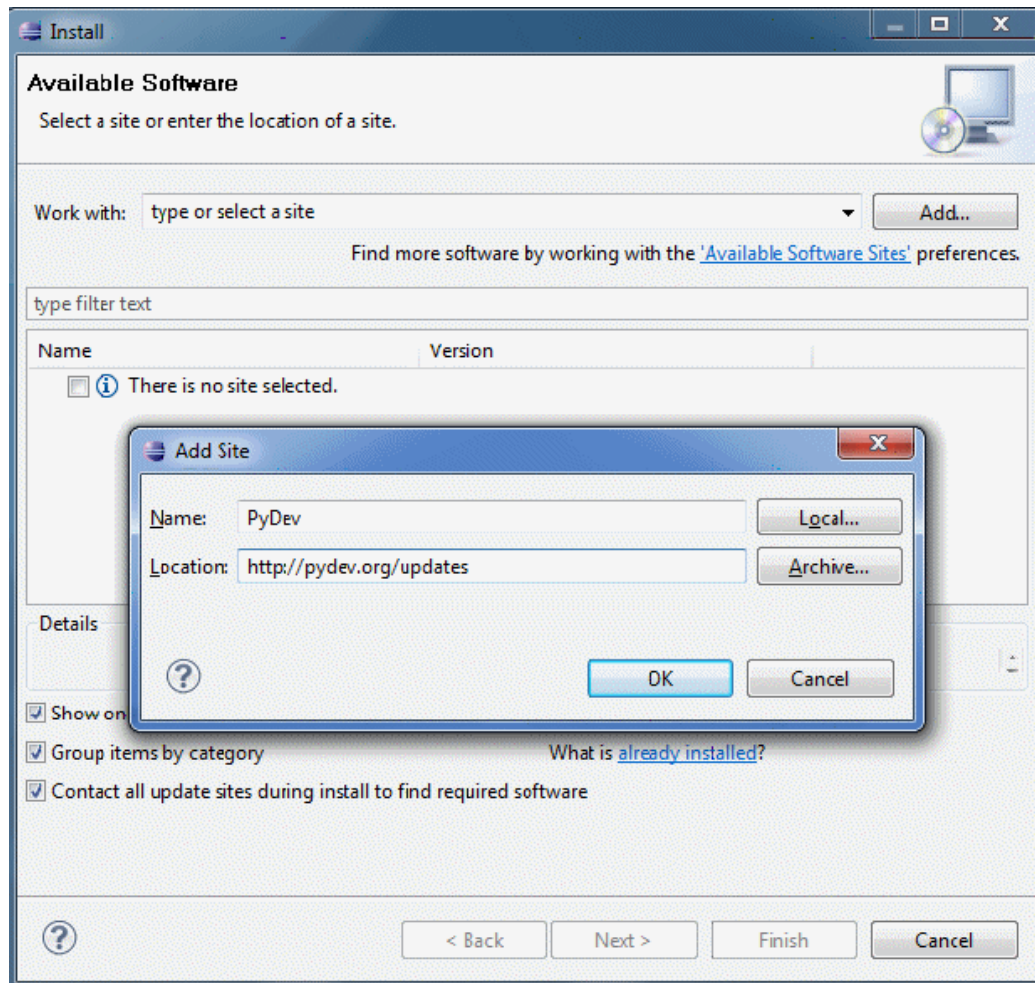 Install
Available Software
Select a site or enter the location of a site.
Work with: type or select a site Add...
Find more software by working with the 'Available Software Sites' preferences.
type filter text
Name Version
There is no site selected.
Add Site
Name: PyDev Local...
Location: http://pydev.org/updates Archive...
Details
OK Cancel
Show on
Group items by category What is already installed?
Contact all update sites during install to find required software
< Back Next > Finish Cancel